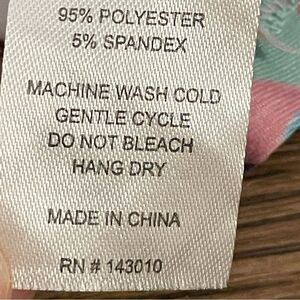 95% POLYESTER
5% SPANDEX
MACHINE WASH COLD
GENTLE CYCLE
DO NOT BLEACH
HANG DRY
MADE IN CHINA
RN # 143010